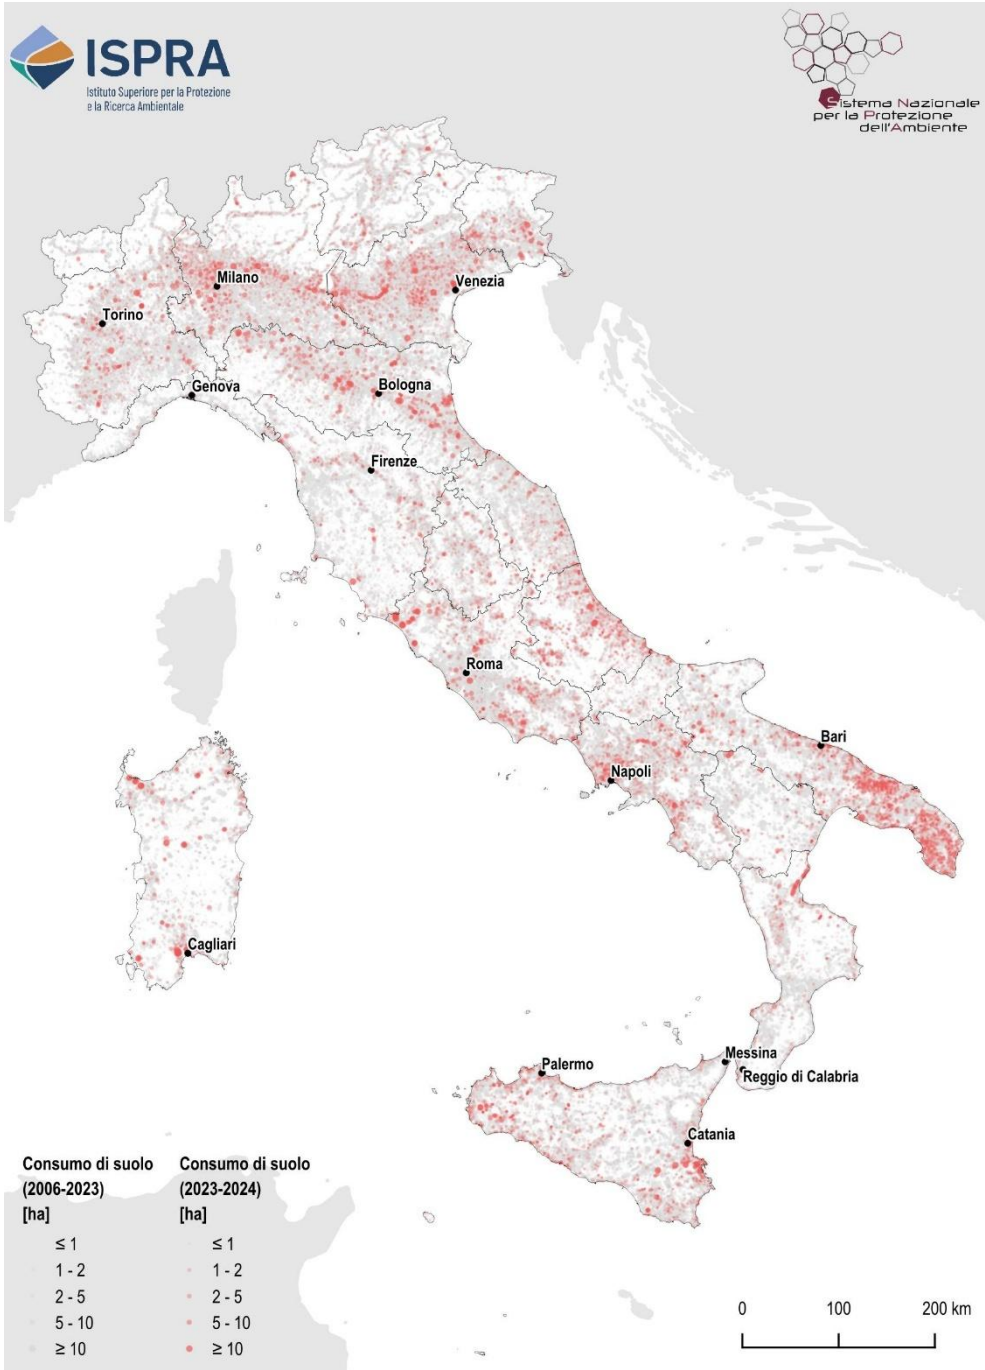 ISPRA
Istituto Superiore per la Protezione
e la Ricerca Ambientale
Sistema Nazionale
per la Protezione
dell'Ambiente
Milano
Venezia
Torino
Genova
Bologna
Firenze
Roma
Bari
Napoli
Cagliari
Messina
Palermo
Reggio di Calabria
Catania
Consumo di suolo
(2006-2023)
[ha]
≤ 1
1 - 2
2 - 5
5 - 10
≥ 10
Consumo di suolo
(2023-2024)
[ha]
≤ 1
1 - 2
2 - 5
5 - 10
≥ 10
0 100 200 km